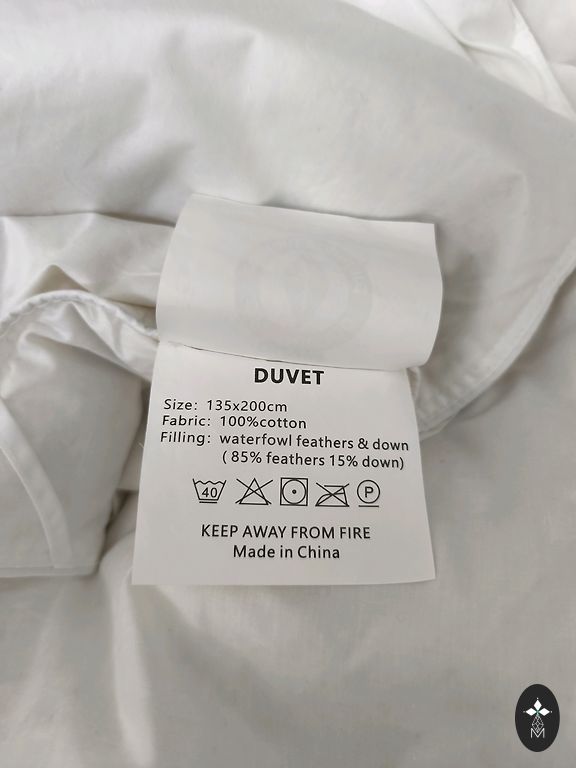 DUVET
Size: 135x200cm
Fabric: 100%cotton
Filling: waterfowl feathers & down
( 85% feathers 15% down)
40
P
KEEP AWAY FROM FIRE
Made in China
M